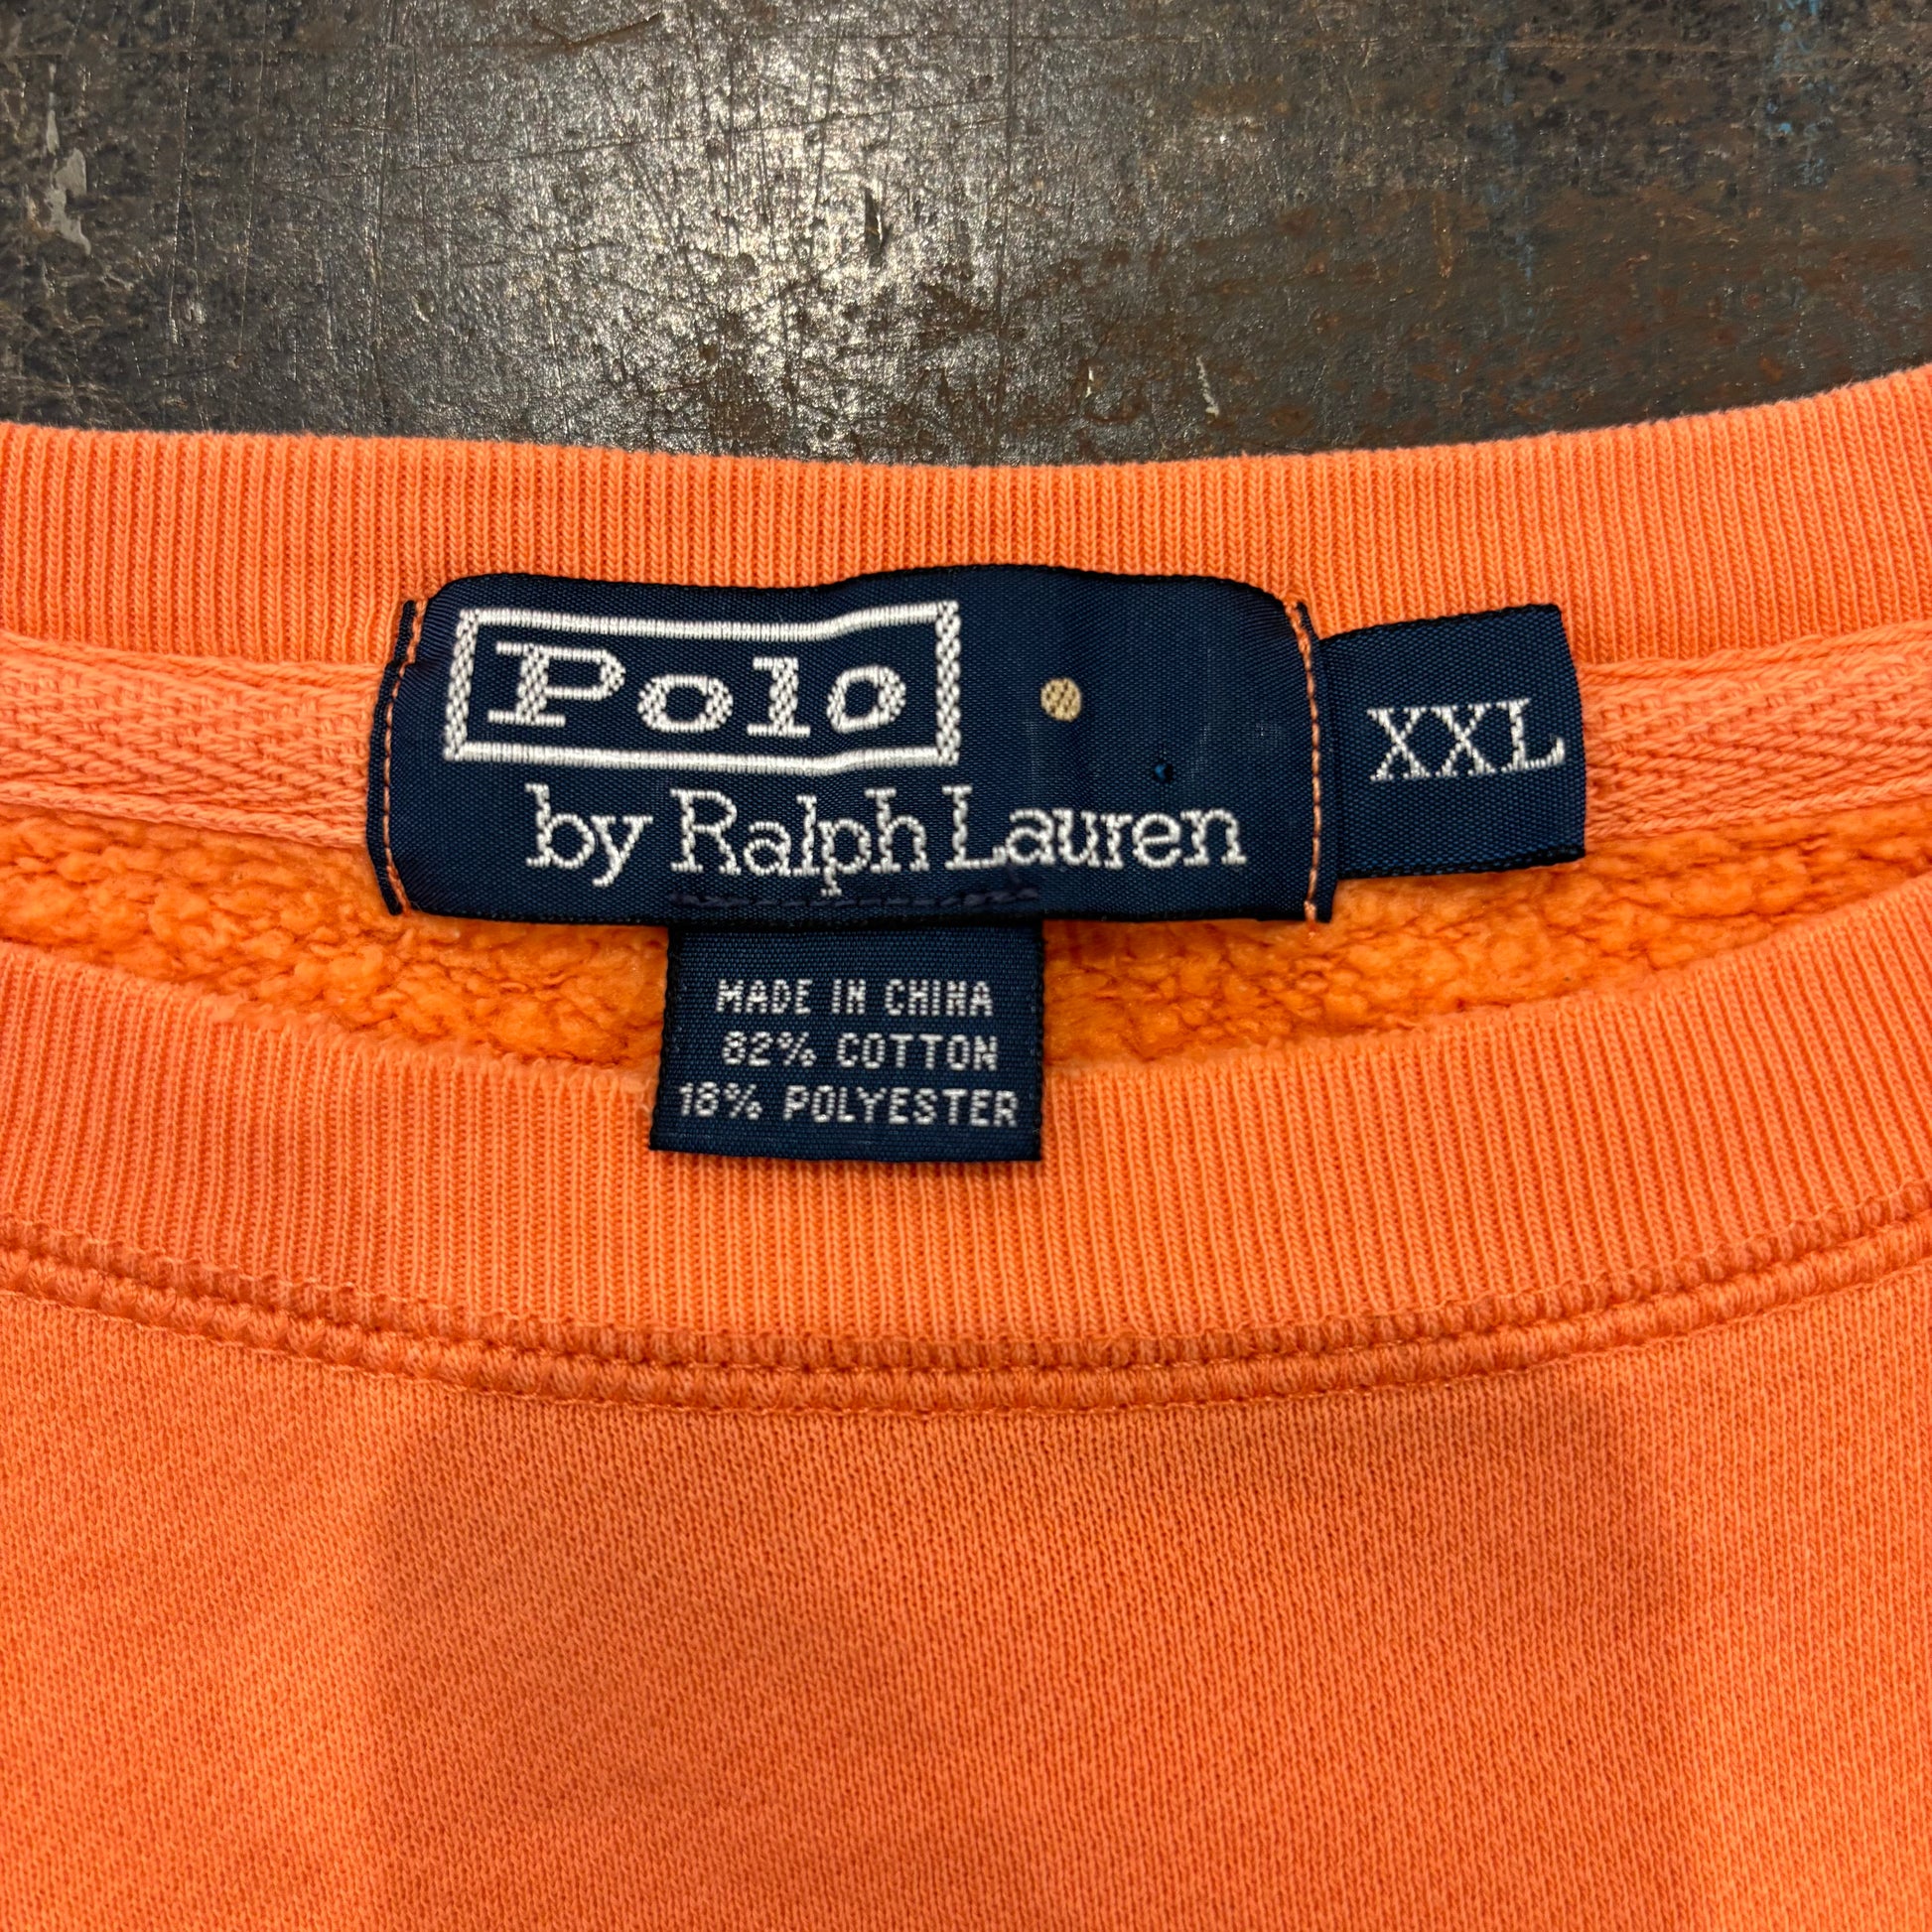 Polo
by Ralph Lauren
XXL
MADE IN CHINA
82% COTTON
18% POLYESTER